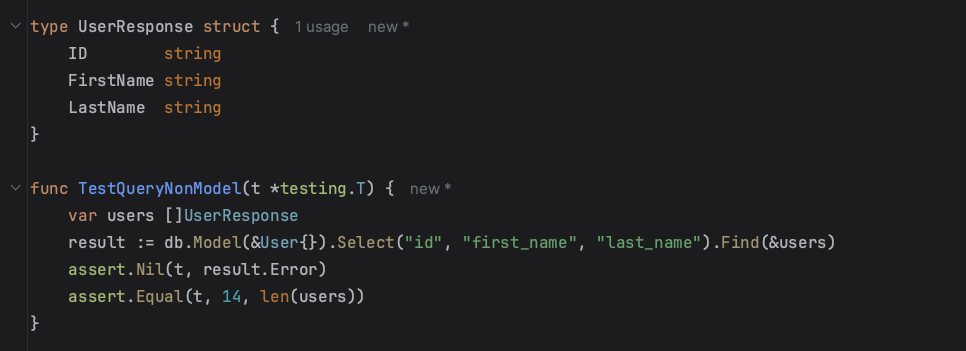 type UserResponse struct { 1 usage new *
    ID        string
    FirstName string
    LastName  string
}

func TestQueryNonModel(t *testing.T) { new *
    var users []UserResponse
    result := db.Model(&User{}).Select("id", "first_name", "last_name").Find(&users)
    assert.Nil(t, result.Error)
    assert.Equal(t, 14, len(users))
}